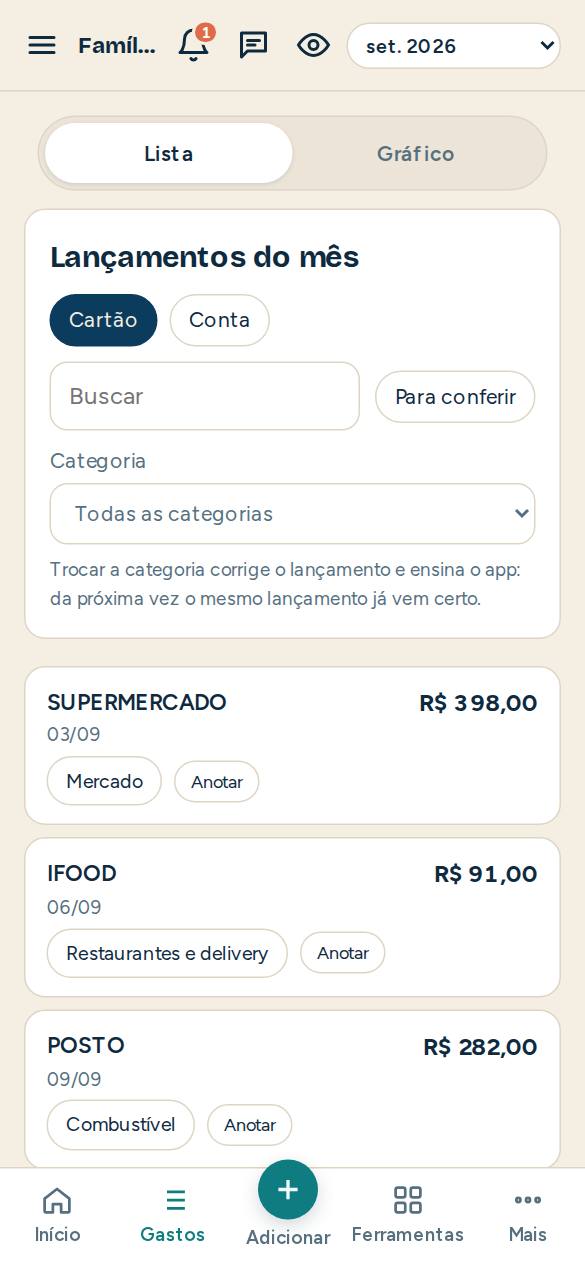 Famíl...
1
set. 2026
Lista
Gráfico
Lançamentos do mês
Cartão
Conta
Buscar
Para conferir
Categoria
Todas as categorias
Trocar a categoria corrige o lançamento e ensina o app:
da próxima vez o mesmo lançamento já vem certo.
SUPERMERCADO
R$ 398,00
03/09
Mercado
Anotar
IFOOD
R$ 91,00
06/09
Restaurantes e delivery
Anotar
POSTO
R$ 282,00
09/09
Combustível
Anotar
Início
Gastos
Adicionar
Ferramentas
Mais